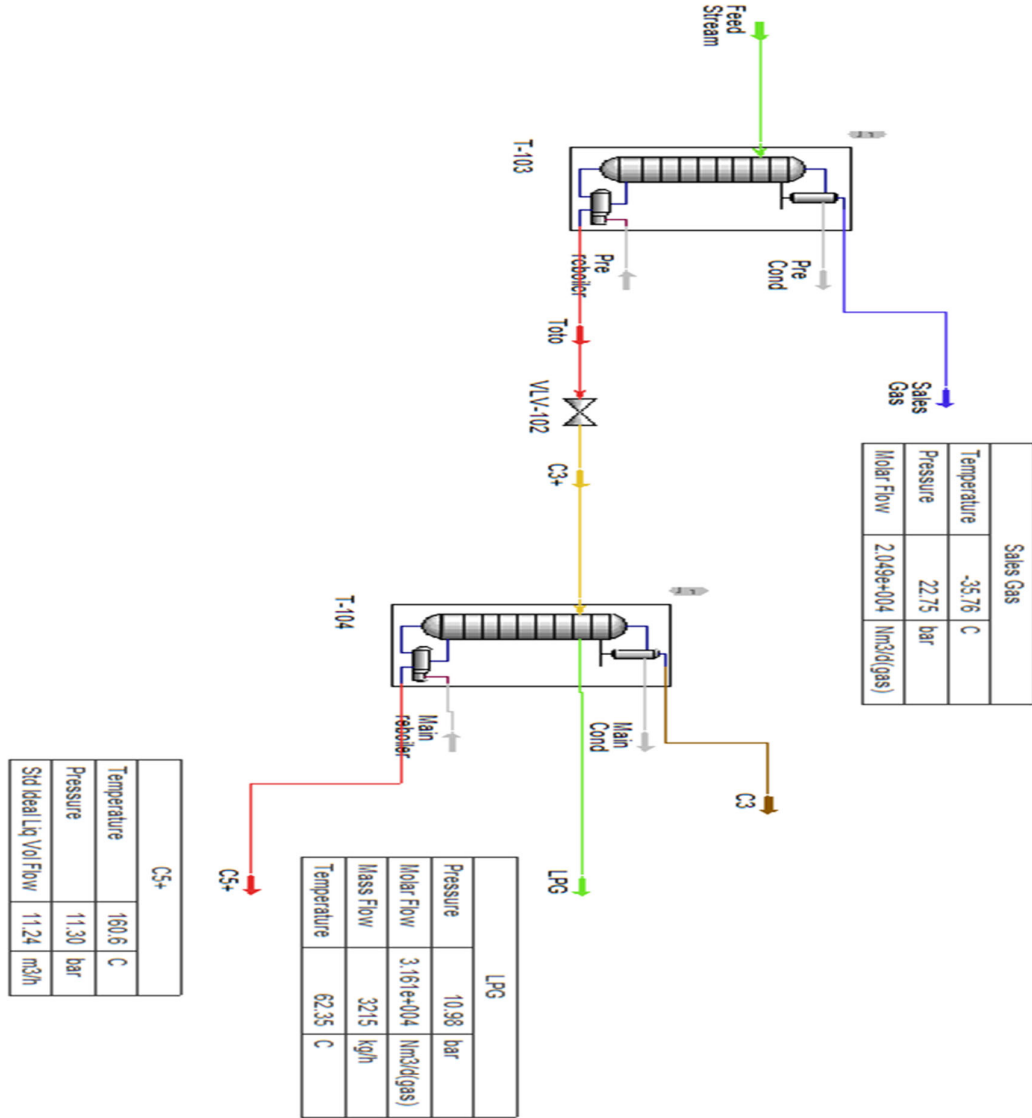 Feed
Stream
T-103
Pre
reboiler
Pre
Cond
Toto
VLV-102
Sales
Gas
C3+
T-104
Main
reboiler
Main
Cond
C3
LPG
C5+
Sales Gas
Temperature -35.76 C
Pressure 22.75 bar
Molar Flow 2.049e+004 Nm3/d(gas)
LPG
Pressure 10.98 bar
Molar Flow 3.161e+004 Nm3/d(gas)
Mass Flow 3215 kg/h
Temperature 62.35 C
C5+
Temperature 160.6 C
Pressure 11.30 bar
Std Ideal Liq Vol Flow 11.24 m3/h